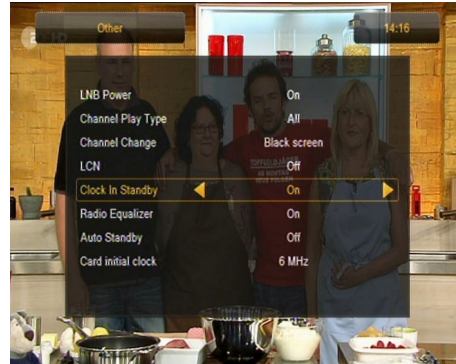 Other
14:16
HD
LNB Power On
Channel Play Type All
Channel Change Black screen
LCN Off
Clock In Standby On
Radio Equalizer On
Auto Standby Off
Card initial clock 6 MHz